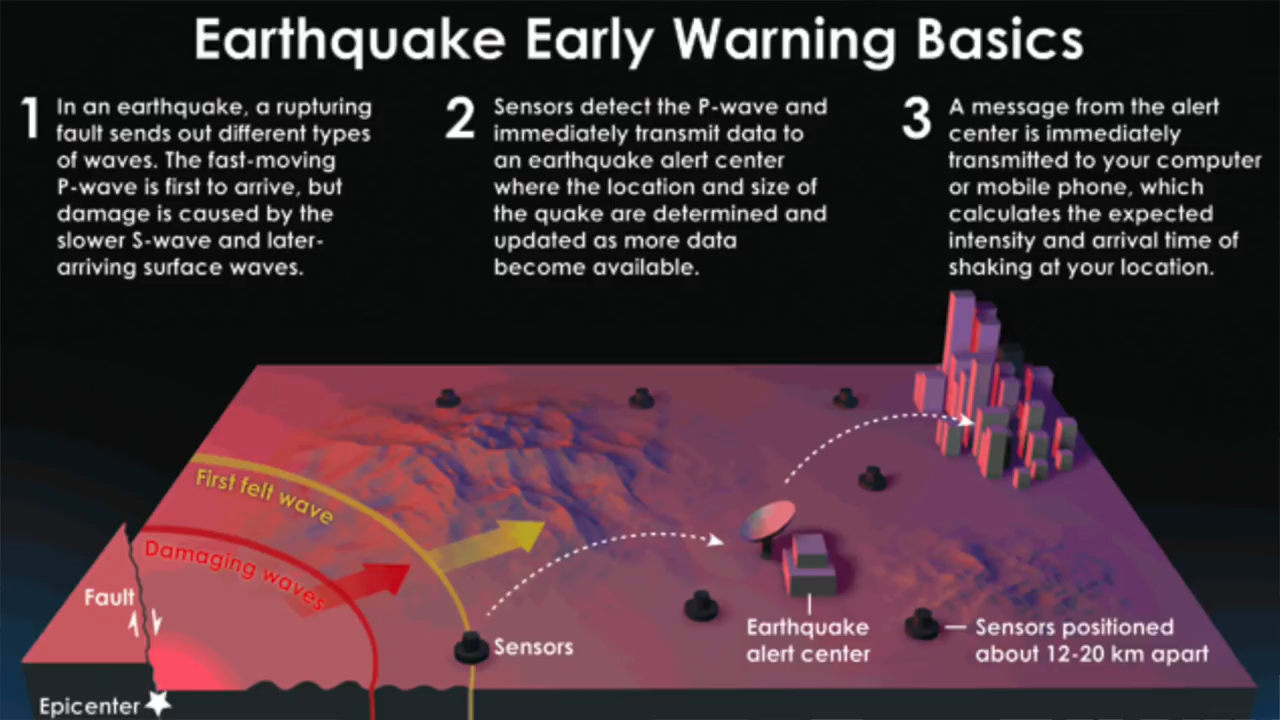 Earthquake Early Warning Basics
1
In an earthquake, a rupturing
fault sends out different types
of waves. The fast-moving
P-wave is first to arrive, but
damage is caused by the
slower S-wave and later-
arriving surface waves.
2
Sensors detect the P-wave and
immediately transmit data to
an earthquake alert center
where the location and size of
the quake are determined and
updated as more data
become available.
3
A message from the alert
center is immediately
transmitted to your computer
or mobile phone, which
calculates the expected
intensity and arrival time of
shaking at your location.
First felt wave
Damaging waves
Fault
Sensors
Earthquake
alert center
Sensors positioned
about 12-20 km apart
Epicenter